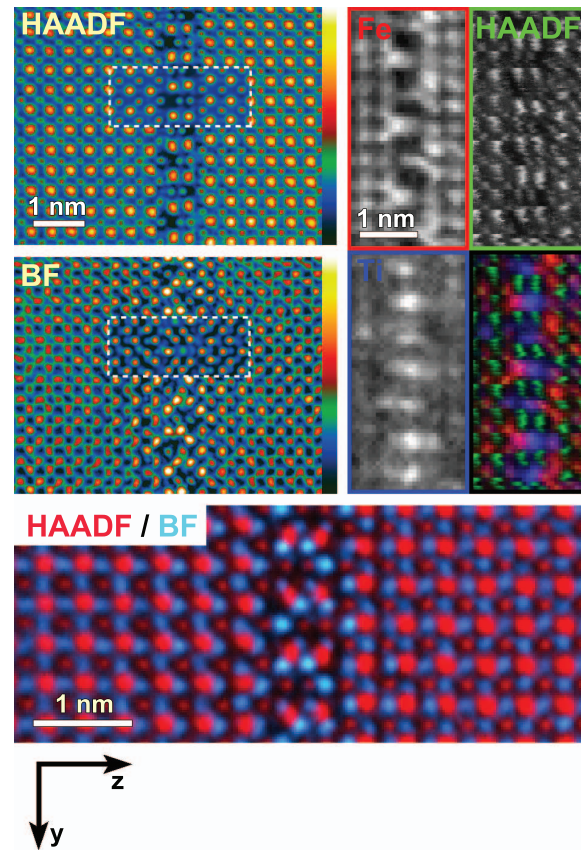 HAADF
1 nm
Fe
1 nm
HAADF
BF
Ti
HAADF / BF
1 nm
z
y